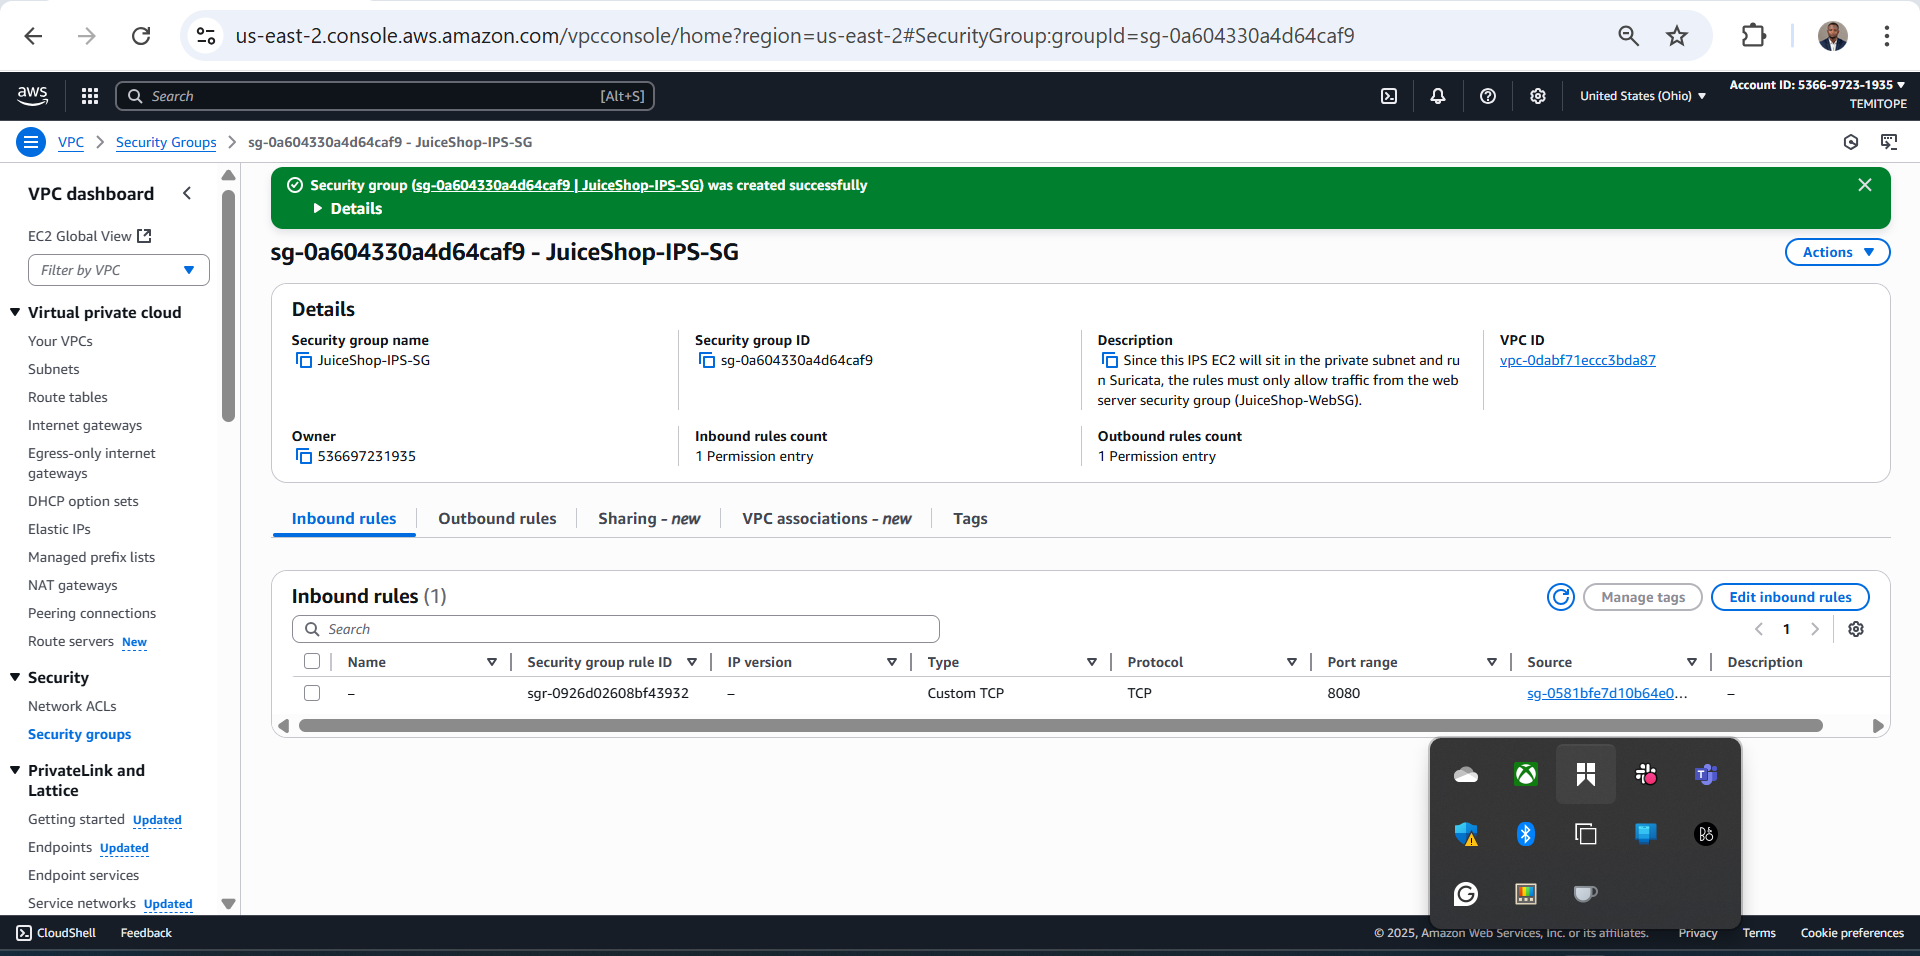 us-east-2.console.aws.amazon.com/vpcconsole/home?region=us-east-2#SecurityGroup:groupId=sg-0a604330a4d64caf9
aws
Search [Alt+S]
United States (Ohio)
Account ID: 5366-9723-1935
TEMITOPE
VPC
Security Groups
sg-0a604330a4d64caf9 - JuiceShop-IPS-SG
VPC dashboard
EC2 Global View
Filter by VPC
Virtual private cloud
Your VPCs
Subnets
Route tables
Internet gateways
Egress-only internet
gateways
DHCP option sets
Elastic IPs
Managed prefix lists
NAT gateways
Peering connections
Route servers New
Security
Network ACLs
Security groups
PrivateLink and
Lattice
Getting started Updated
Endpoints Updated
Endpoint services
Service networks Updated
Security group (sg-0a604330a4d64caf9 | JuiceShop-IPS-SG) was created successfully
Details
sg-0a604330a4d64caf9 - JuiceShop-IPS-SG
Actions
Details
Security group name
JuiceShop-IPS-SG
Security group ID
sg-0a604330a4d64caf9
Description
Since this IPS EC2 will sit in the private subnet and ru
n Suricata, the rules must only allow traffic from the web
server security group (JuiceShop-WebSG).
VPC ID
vpc-0dabf71eccc3bda87
Owner
536697231935
Inbound rules count
1 Permission entry
Outbound rules count
1 Permission entry
Inbound rules
Outbound rules
Sharing - new
VPC associations - new
Tags
Inbound rules (1)
Manage tags
Edit inbound rules
Search
1
Name Security group rule ID IP version Type Protocol Port range Source Description
– sgr-0926d02608bf43932 – Custom TCP TCP 8080 sg-0581bfe7d10b64e0... –
CloudShell
Feedback
© 2025, Amazon Web Services, Inc. or its affiliates.
Privacy
Terms
Cookie preferences